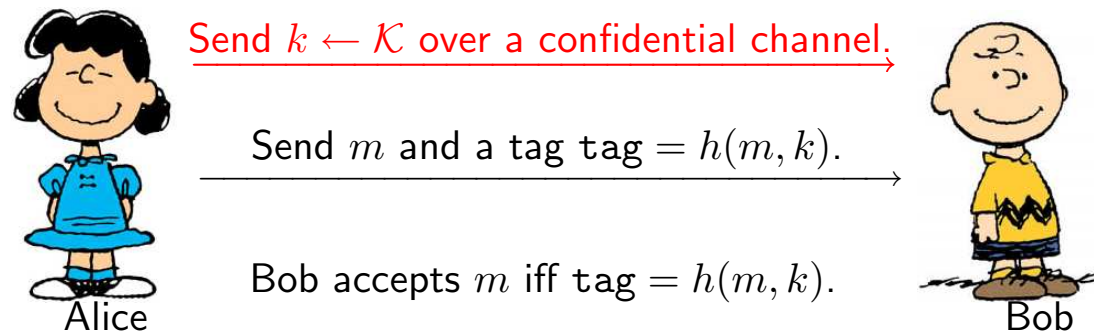 Send k ← 𝒦 over a confidential channel.
Send m and a tag tag = h(m, k).
Bob accepts m iff tag = h(m, k).
Alice Bob